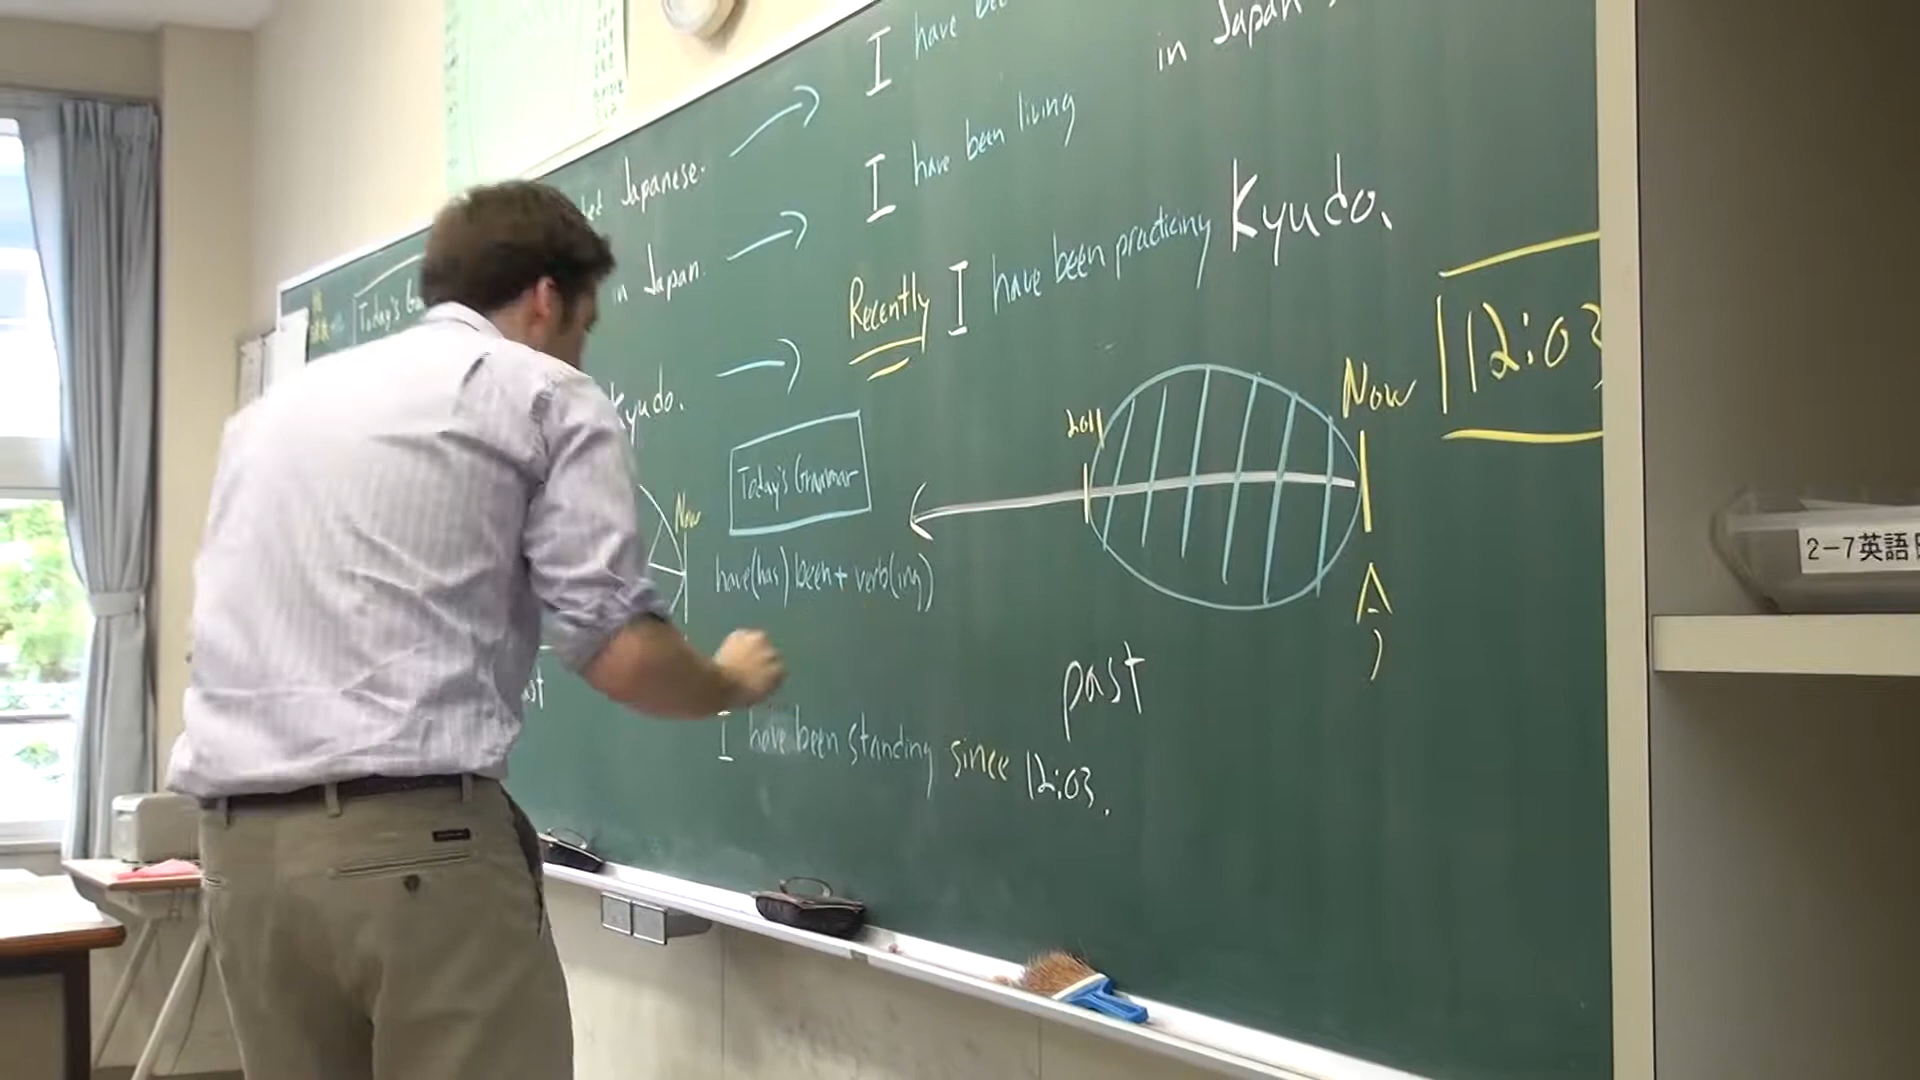 I have
in Japan
Japanese.
I have been living
in Japan.
Recently I have been practicing Kyudo.
Kyudo.
Today's
Now
12:03
2011
Today's Grammar
Now
have(has) been + verb(ing)
past
I have been standing since 12:03.
2-7英語